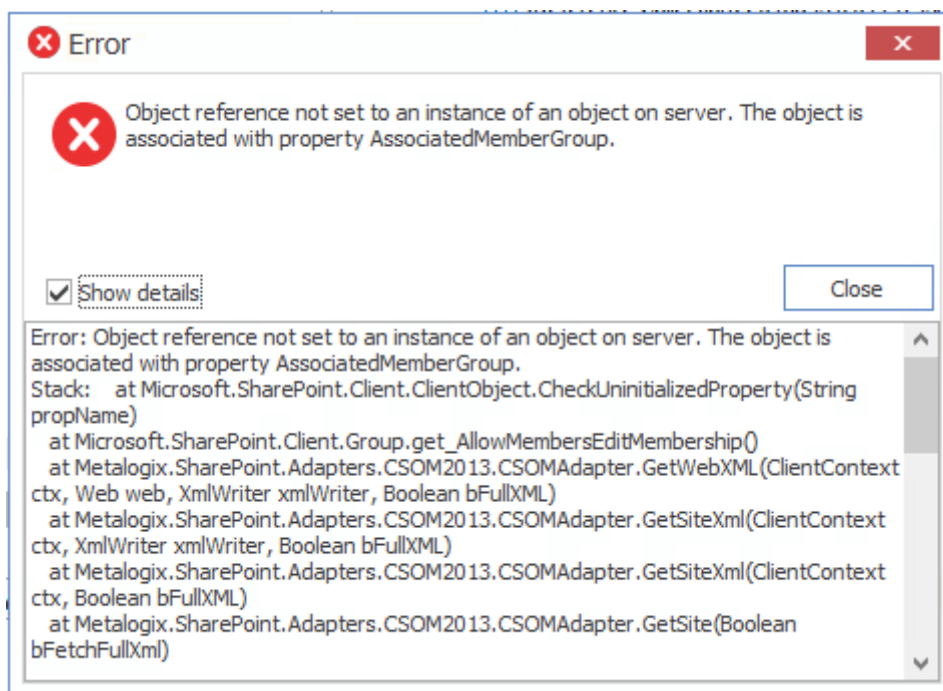 Error
Object reference not set to an instance of an object on server. The object is
associated with property AssociatedMemberGroup.
Show details
Close
Error: Object reference not set to an instance of an object on server. The object is
associated with property AssociatedMemberGroup.
Stack:    at Microsoft.SharePoint.Client.ClientObject.CheckUninitializedProperty(String
propName)
   at Microsoft.SharePoint.Client.Group.get_AllowMembersEditMembership()
   at Metalogix.SharePoint.Adapters.CSOM2013.CSOMAdapter.GetWebXML(ClientContext
ctx, Web web, XmlWriter xmlWriter, Boolean bFullXML)
   at Metalogix.SharePoint.Adapters.CSOM2013.CSOMAdapter.GetSiteXml(ClientContext
ctx, XmlWriter xmlWriter, Boolean bFullXML)
   at Metalogix.SharePoint.Adapters.CSOM2013.CSOMAdapter.GetSiteXml(ClientContext
ctx, Boolean bFullXML)
   at Metalogix.SharePoint.Adapters.CSOM2013.CSOMAdapter.GetSite(Boolean
bFetchFullXml)